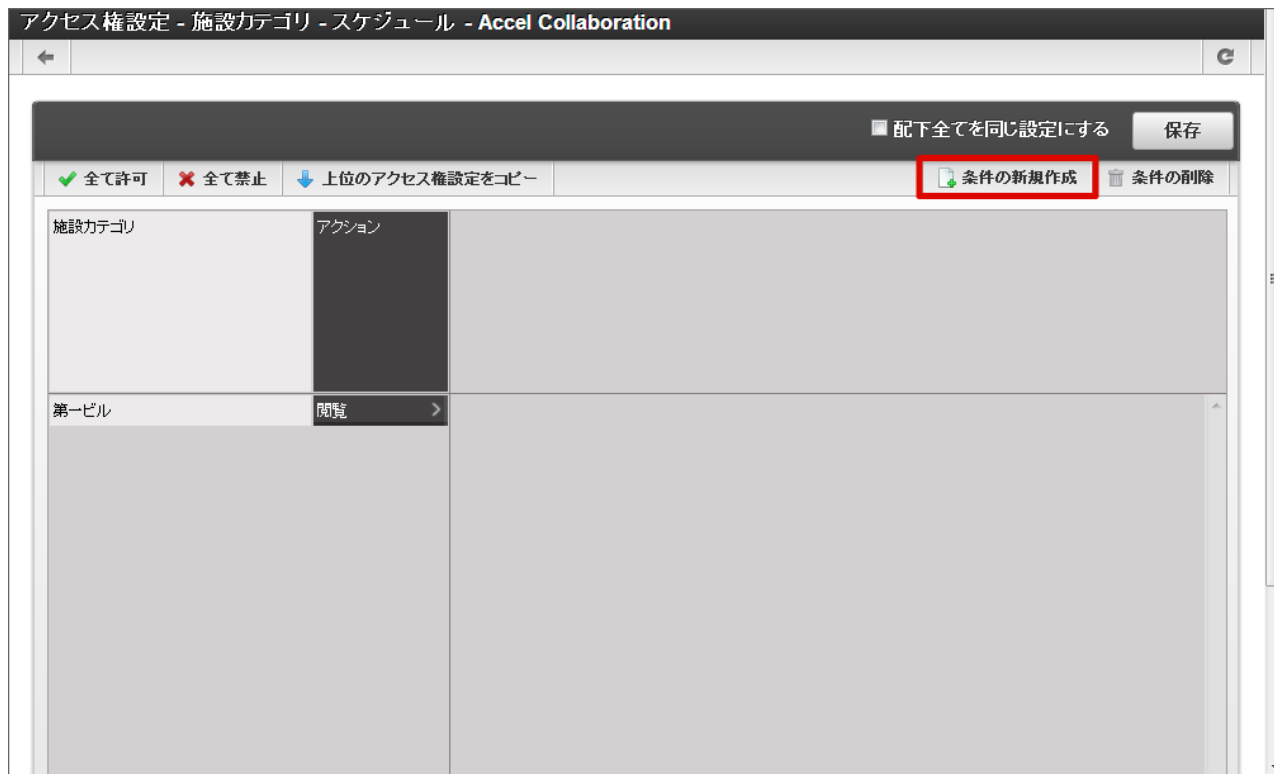 アクセス権設定 - 施設カテゴリ - スケジュール - Accel Collaboration
配下全てを同じ設定にする 保存
全て許可 全て禁止 上位のアクセス権設定をコピー 条件の新規作成 条件の削除
施設カテゴリ アクション
第一ビル 閲覧